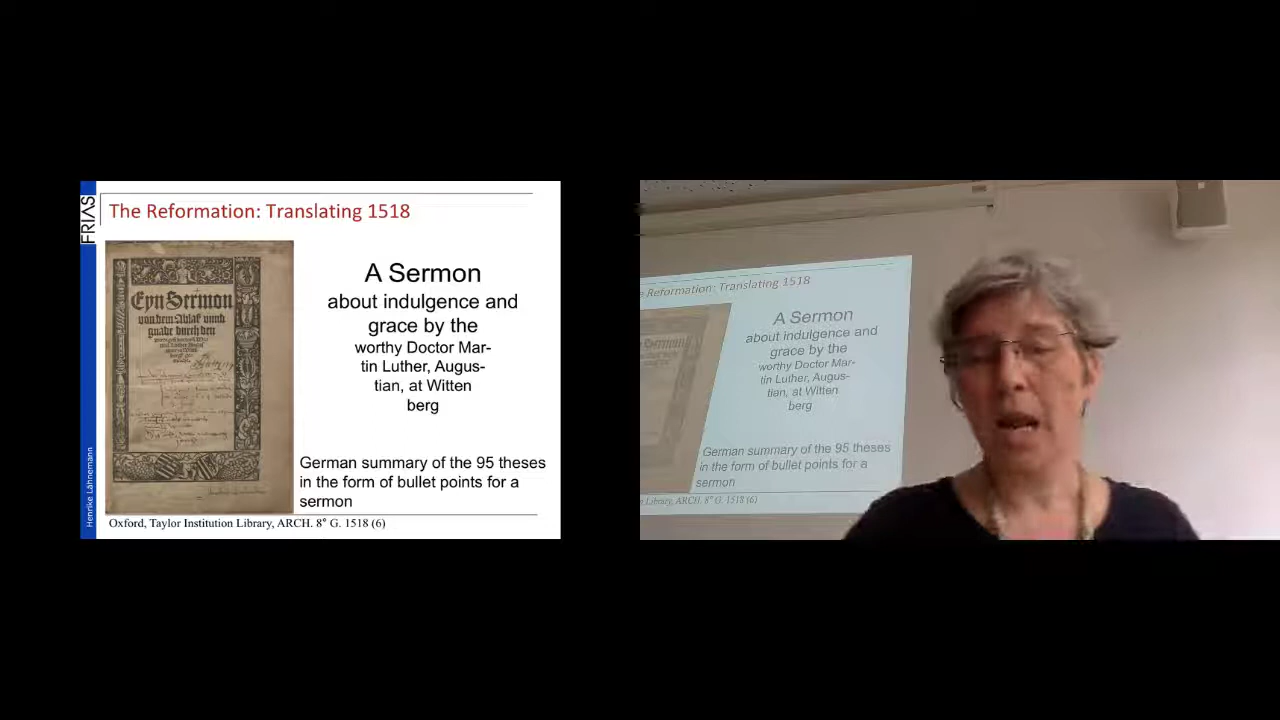 FRIAS
The Reformation: Translating 1518
Eyn Sermon
von dem Ablaß vnnd
gnade durch den
A Sermon
about indulgence and
grace by the
worthy Doctor Mar-
tin Luther, Augus-
tian, at Witten
berg
German summary of the 95 theses
in the form of bullet points for a
sermon
Henrike Lähnemann
Oxford, Taylor Institution Library, ARCH. 8° G. 1518 (6)
Reformation: Translating 1518
A Sermon
about indulgence and
grace by the
worthy Doctor Mar-
tin Luther, Augus-
tian, at Witten
berg
German summary of the 95 theses
in the form of bullet points for a
sermon
Library, ARCH. 8° G. 1518 (6)